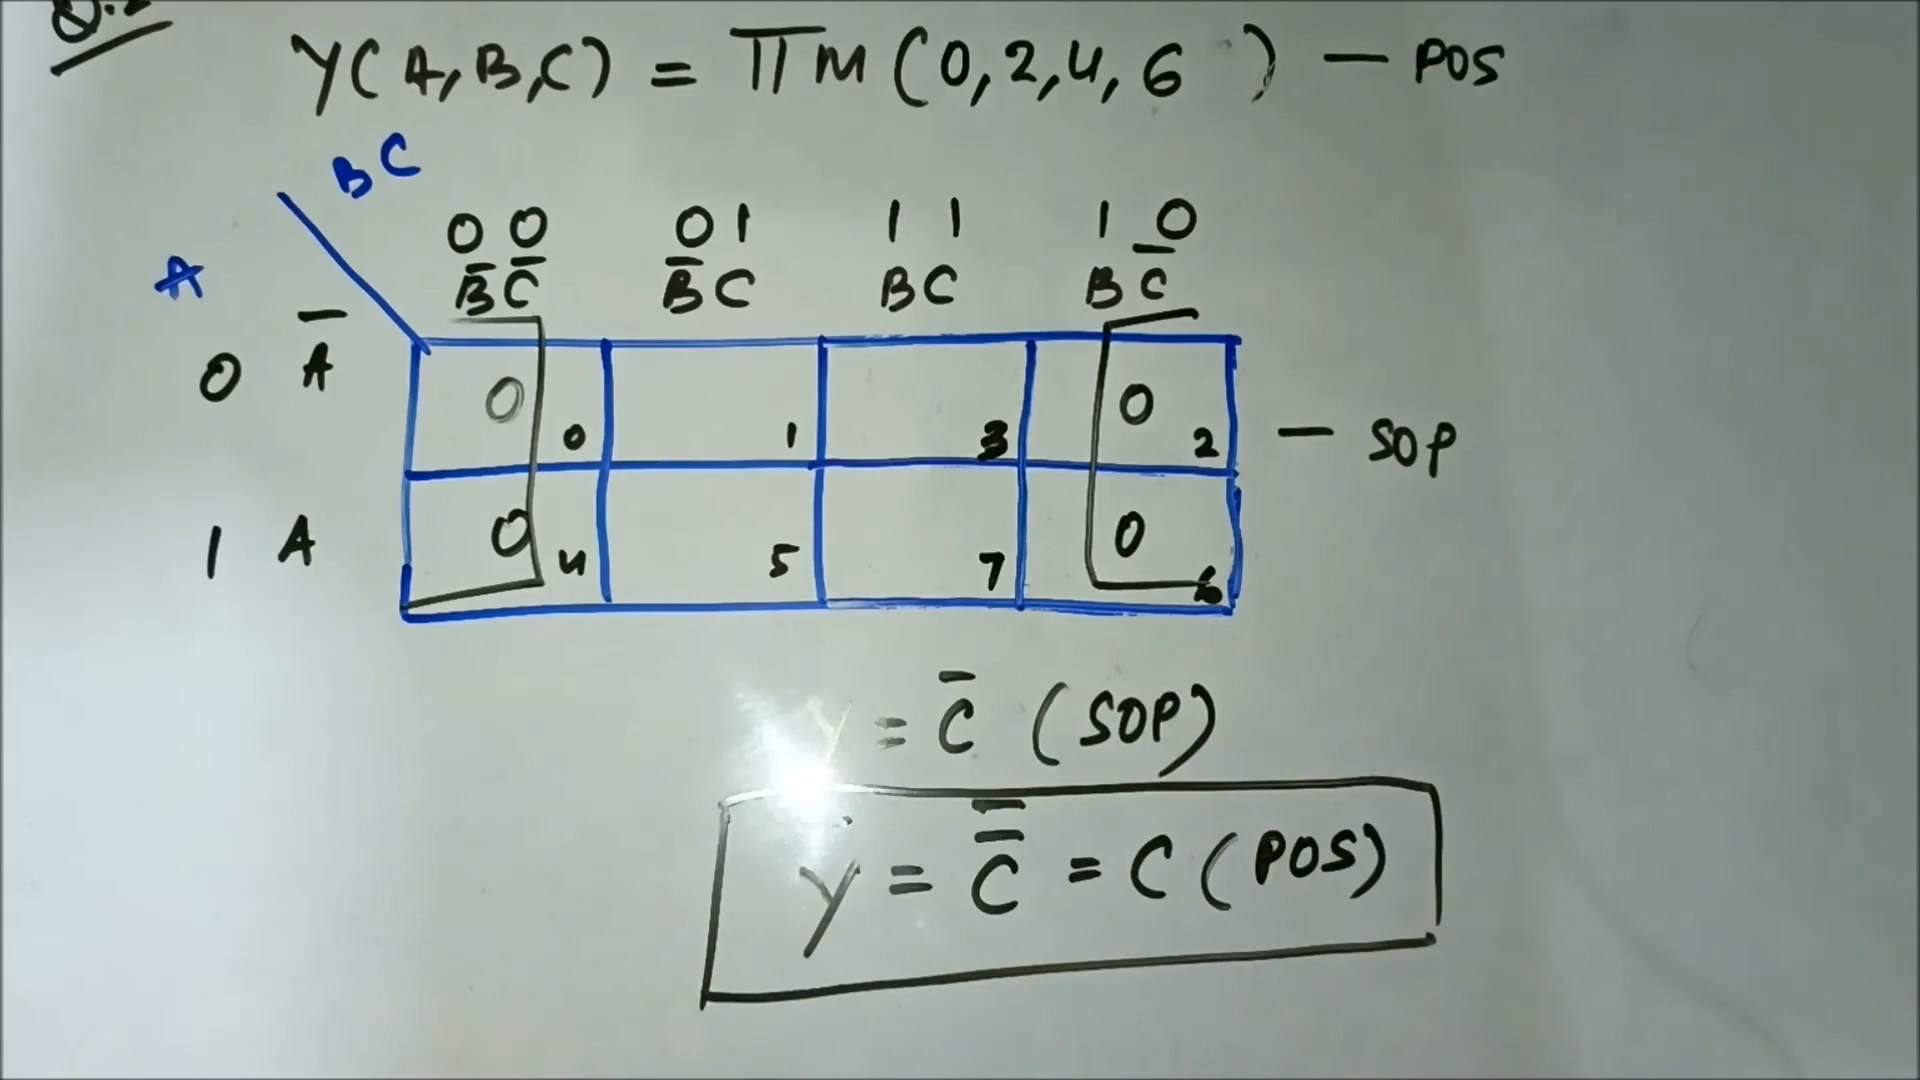 Y(A,B,C) = ΠM(0,2,4,6 ) — POS
BC
A
00 01 11 10
B̅C̅ B̅C BC BC̅
0 A̅ 0 0 1 3 0 2 — SOP
1 A 0 4 5 7 0 6
Y = C̅ (SOP)
Y = C̿ = C (POS)